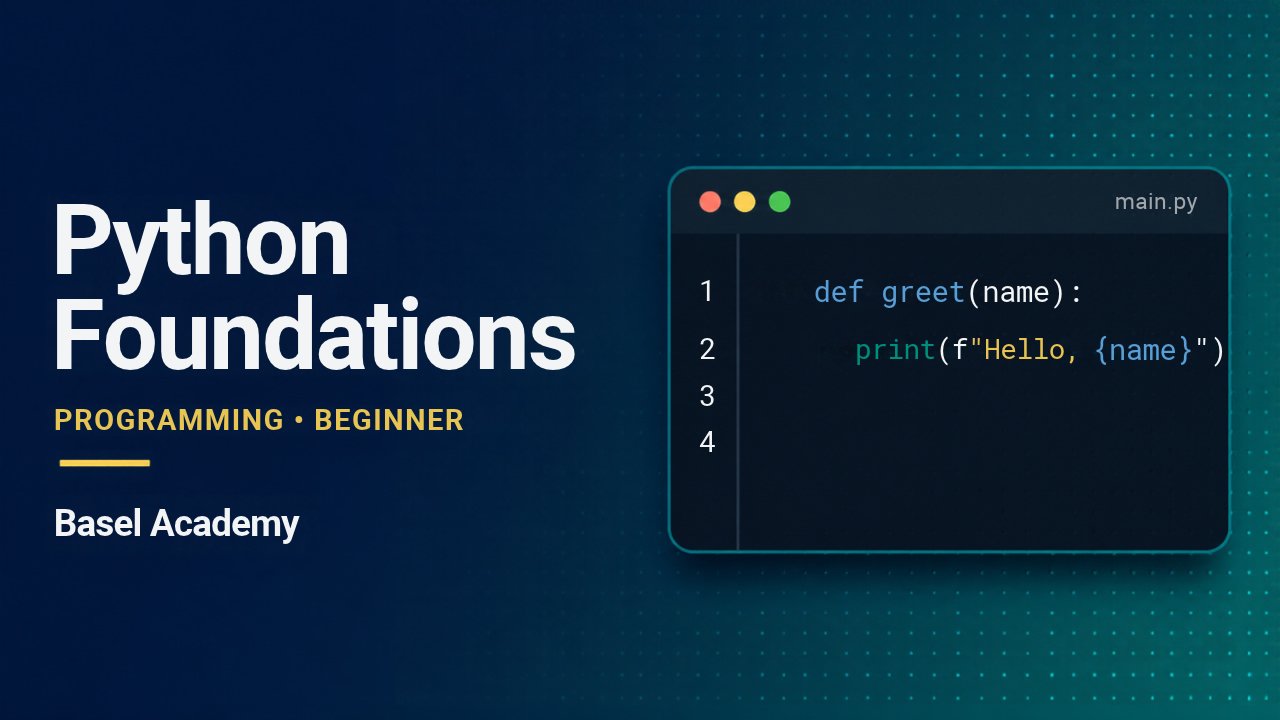 Python
Foundations
PROGRAMMING • BEGINNER
Basel Academy
main.py
1 def greet(name):
2 print(f"Hello, {name}")
3
4